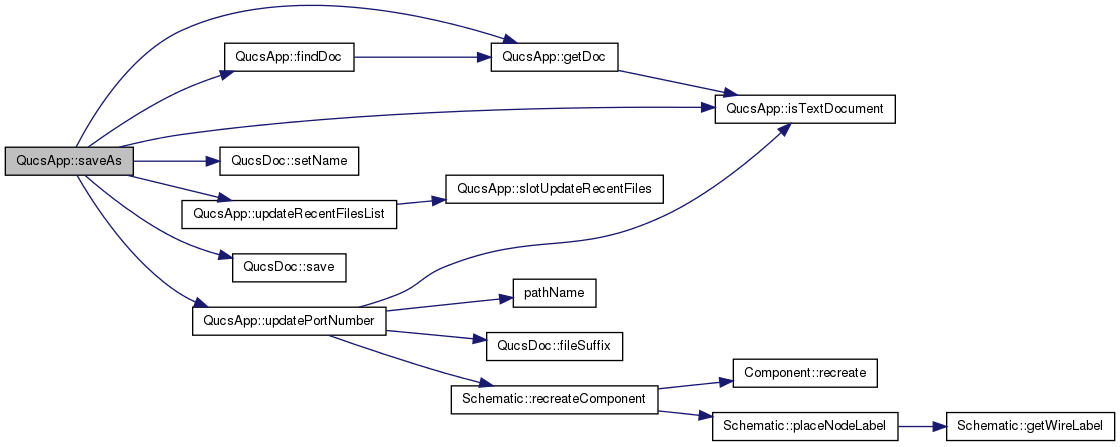 QucsApp::saveAs
QucsApp::findDoc
QucsApp::getDoc
QucsApp::isTextDocument
QucsDoc::setName
QucsApp::updateRecentFilesList
QucsApp::slotUpdateRecentFiles
QucsDoc::save
QucsApp::updatePortNumber
pathName
QucsDoc::fileSuffix
Schematic::recreateComponent
Component::recreate
Schematic::placeNodeLabel
Schematic::getWireLabel